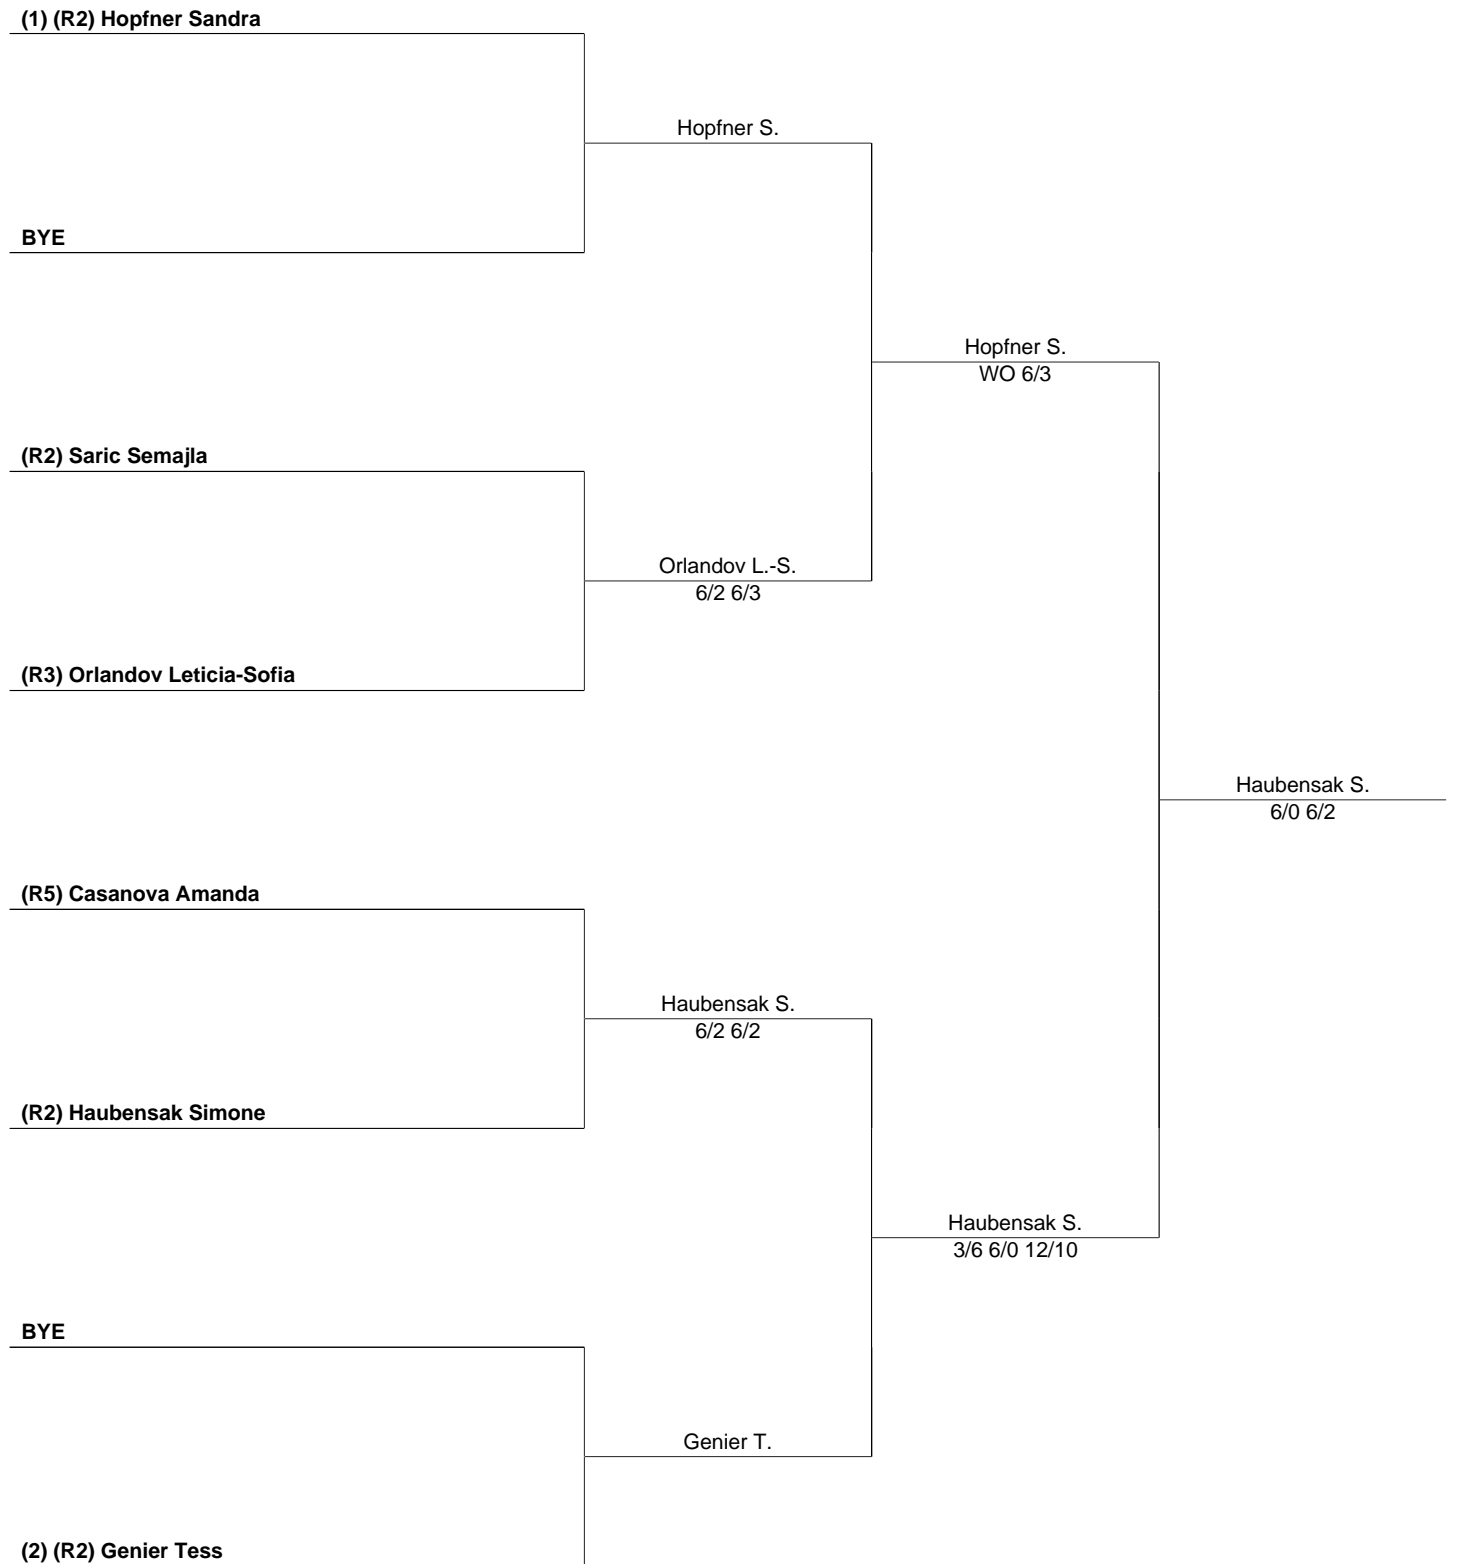 (1) (R2) Hopfner Sandra
Hopfner S.
BYE
Hopfner S.
WO 6/3
(R2) Saric Semajla
Orlandov L.-S.
6/2 6/3
(R3) Orlandov Leticia-Sofia
Haubensak S.
6/0 6/2
(R5) Casanova Amanda
Haubensak S.
6/2 6/2
(R2) Haubensak Simone
Haubensak S.
3/6 6/0 12/10
BYE
Genier T.
(2) (R2) Genier Tess